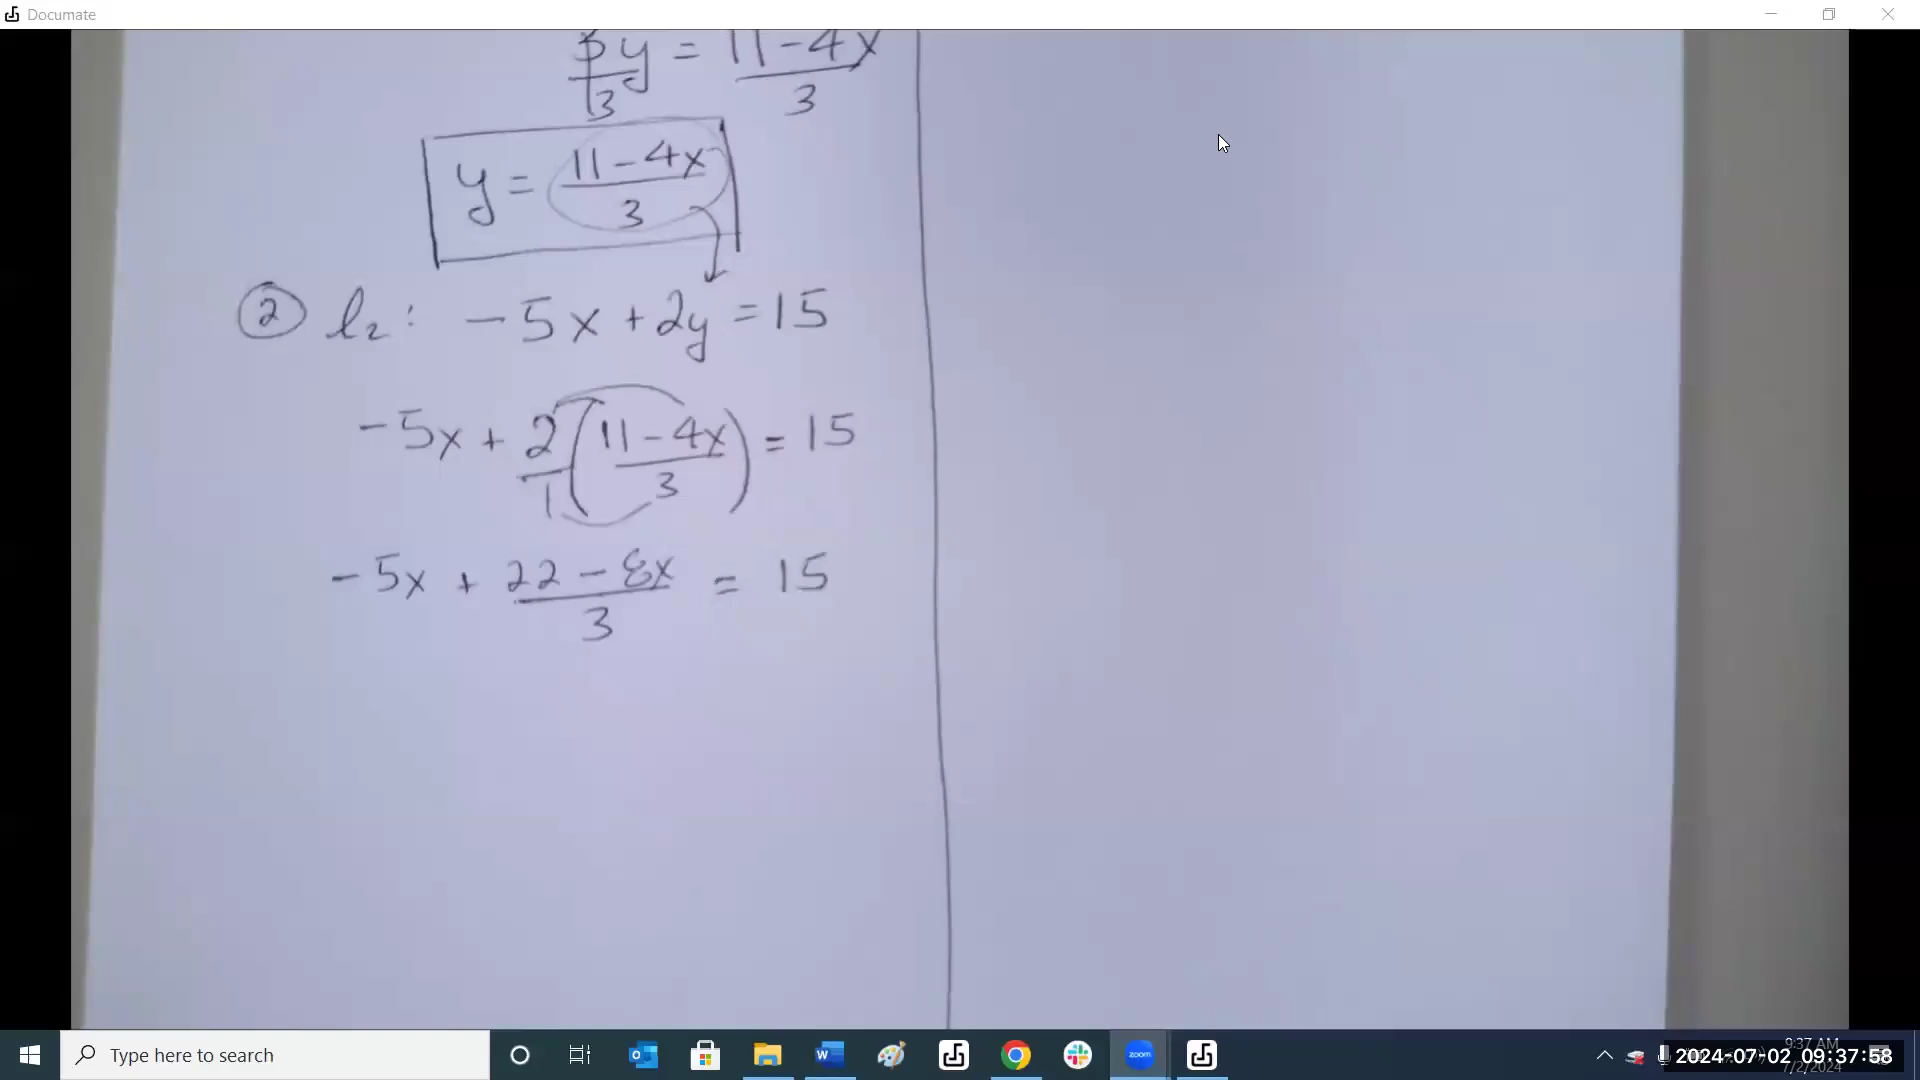 Documate
3y/3 = 11-4x/3
y = 11-4x/3
② l₂: -5x + 2y = 15
-5x + 2/1 (11-4x/3) = 15
-5x + 22-8x/3 = 15
Type here to search
zoom
9:37 AM
7/2/2024
2024-07-02 09:37:58